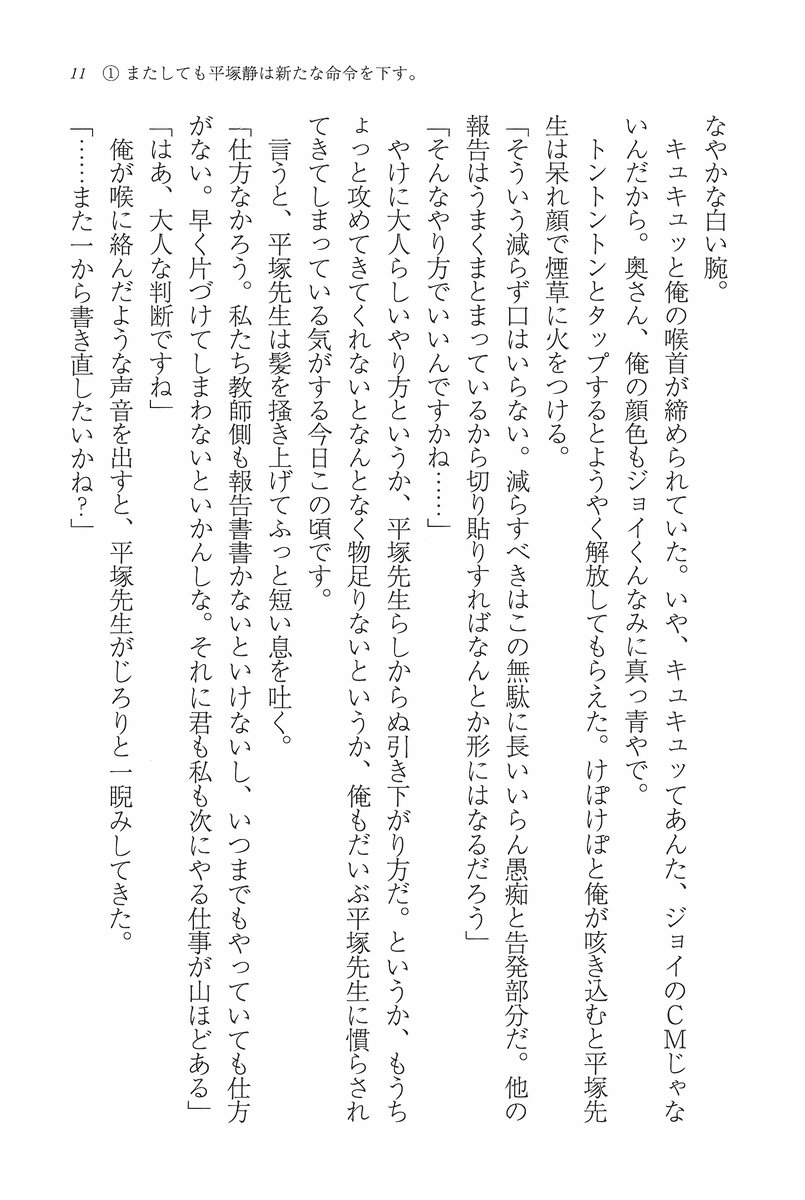 11　① またしても平塚静は新たな命令を下す。
なやかな白い腕。
　キュキュッと俺の喉首が締められていた。いや、キュキュッてあんた、ジョイのCMじゃな
いんだから。奥さん、俺の顔色もジョイくんなみに真っ青やで。
　トントントンとタップするとようやく解放してもらえた。けぽけぽと俺が咳き込むと平塚先
生は呆れ顔で煙草に火をつける。
「そういう減らず口はいらない。減らすべきはこの無駄に長いいらん愚痴と告発部分だ。他の
報告はうまくまとまっているから切り貼りすればなんとか形にはなるだろう」
「そんなやり方でいいんですかね……」
　やけに大人らしいやり方というか、平塚先生らしからぬ引き下がり方だ。というか、もうち
ょっと攻めてきてくれないとなんとなく物足りないというか、俺もだいぶ平塚先生に慣らされ
てきてしまっている気がする今日この頃です。
　言うと、平塚先生は髪を掻き上げてふっと短い息を吐く。
「仕方なかろう。私たち教師側も報告書書かないといけないし、いつまでもやっていても仕方
がない。早く片づけてしまわないといかんしな。それに君も私も次にやる仕事が山ほどある」
「はあ、大人な判断ですね」
　俺が喉に絡んだような声音を出すと、平塚先生がじろりと一睨みしてきた。
「……また一から書き直したいかね？」